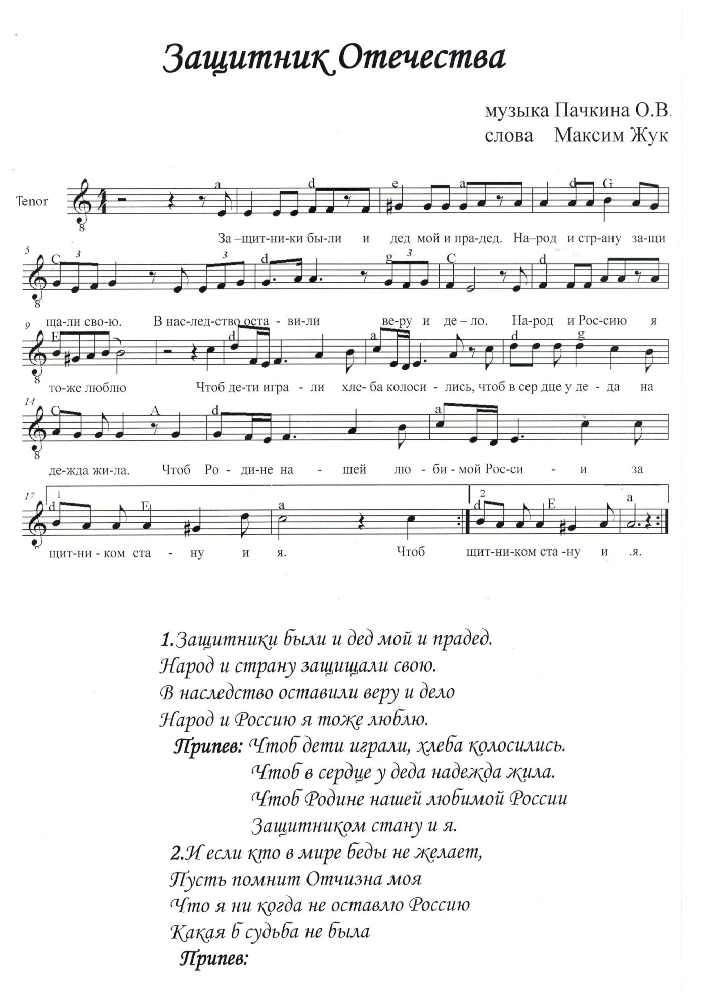 Защитник Отечества
музыка Пачкина О.В.
слова Максим Жук
a d e a d G
Tenor
За –щит-ни-ки бы-ли и дед мой и пра-дед. На–род и стр-ану за-щи
5 C 3 3 d g 3 C d
ща-ли сво-ю. В нас-лед-ство оста - ви-ли ве-ру и де – ло. На-род и Рос-сию я
9 E d a d g
то-же люблю Чтоб де-ти игра - ли хле- ба колоси - лись, чтоб в сер дце у де - да на
14 C A d a
де-жда жи-ла. Чтоб Ро - ди-не на - шей лю - би - мой Рос-си - и за
17 1 d E a 2 d E a
щит-ни - ком ста - ну и я. Чтоб щит-ни-ком ста -ну и .я.
1.Защитники были и дед мой и прадед.
Народ и страну защищали свою.
В наследство оставили веру и дело
Народ и Россию я тоже люблю.
Припев: Чтоб дети играли, хлеба колосились.
Чтоб в сердце у деда надежда жила.
Чтоб Родине нашей любимой России
Защитником стану и я.
2.И если кто в мире беды не желает,
Пусть помнит Отчизна моя
Что я ни когда не оставлю Россию
Какая б судьба не была
Припев: